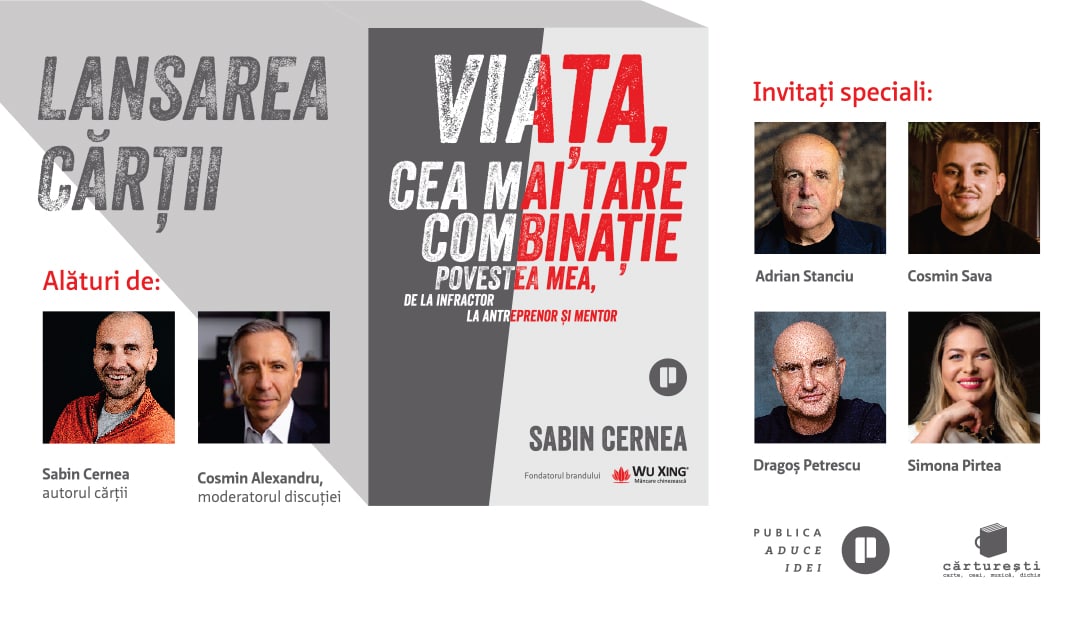 LANSAREA
CĂRȚII
Alături de:
Sabin Cernea
autorul cărții
Cosmin Alexandru,
moderatorul discuției
VIAȚA,
CEA MAI TARE
COMBINAȚIE
POVESTEA MEA,
DE LA INFRACTOR
LA ANTREPRENOR ȘI MENTOR
SABIN CERNEA
Fondatorul brandului
WU XING®
Mâncare chinezească
Invitați speciali:
Adrian Stanciu
Cosmin Sava
Dragoș Petrescu
Simona Pirtea
PUBLICA
ADUCE
IDEI
cărturești
carte, ceai, muzică, dichis